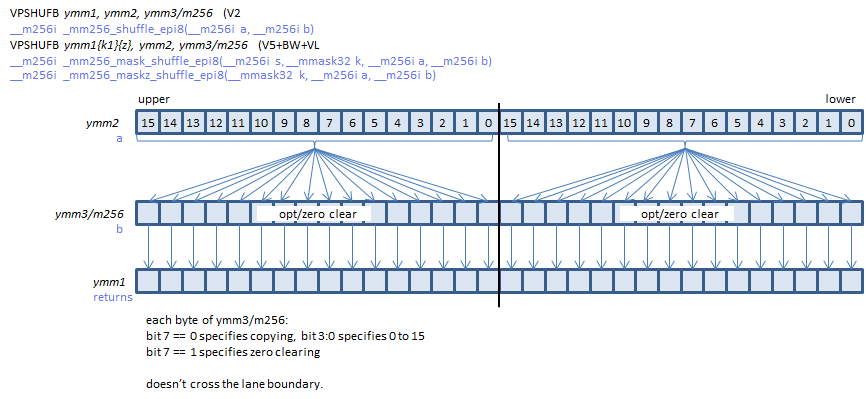 VPSHUFB ymm1, ymm2, ymm3/m256 (V2
__m256i _mm256_shuffle_epi8(__m256i a, __m256i b)
VPSHUFB ymm1{k1}{z}, ymm2, ymm3/m256 (V5+BW+VL
__m256i _mm256_mask_shuffle_epi8(__m256i s, __mmask32 k, __m256i a, __m256i b)
__m256i _mm256_maskz_shuffle_epi8(__mmask32 k, __m256i a, __m256i b)
upper lower
ymm2 15 14 13 12 11 10 9 8 7 6 5 4 3 2 1 0 15 14 13 12 11 10 9 8 7 6 5 4 3 2 1 0
a
ymm3/m256 opt/zero clear opt/zero clear
b
ymm1
returns
each byte of ymm3/m256:
bit 7 == 0 specifies copying, bit 3:0 specifies 0 to 15
bit 7 == 1 specifies zero clearing
doesn't cross the lane boundary.